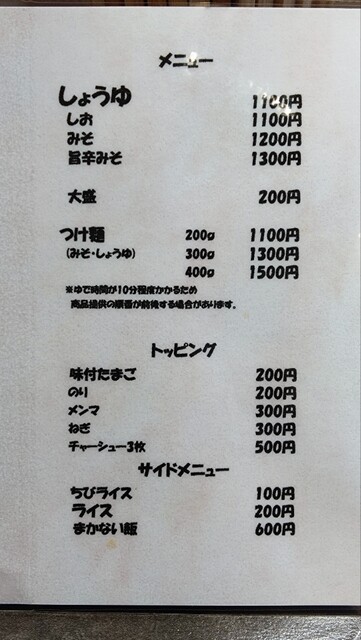 メニュー
しょうゆ 1100円
しお 1100円
みそ 1200円
旨辛みそ 1300円
大盛 200円
つけ麺 200g 1100円
(みそ・しょうゆ) 300g 1300円
400g 1500円
※ゆで時間が10分程度かかるため
商品提供の順番が前後する場合があります。
トッピング
味付たまご 200円
のり 200円
メンマ 300円
ねぎ 300円
チャーシュー3枚 500円
サイドメニュー
ちびライス 100円
ライス 200円
まかない飯 600円